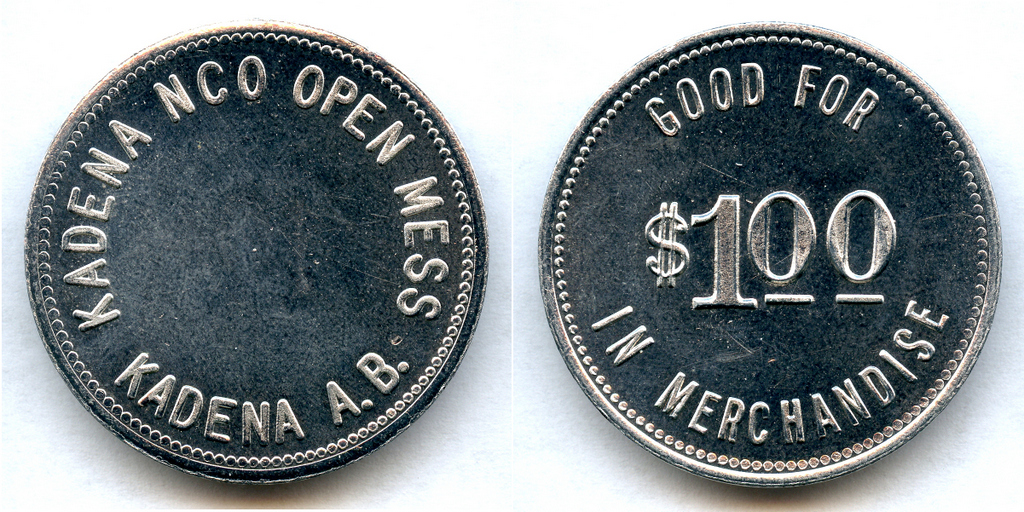 KADENA NCO OPEN MESS
KADENA A.B.
GOOD FOR
$1.00
IN MERCHANDISE